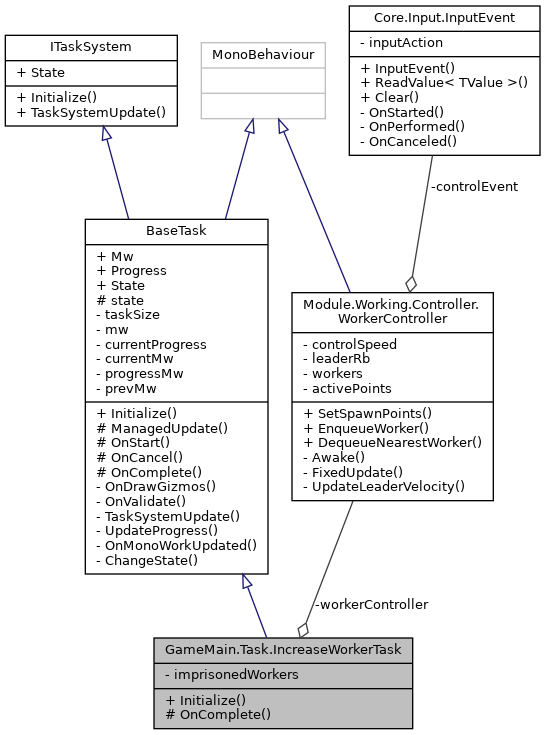 Core.Input.InputEvent
- inputAction
+ InputEvent()
+ ReadValue< TValue >()
+ Clear()
- OnStarted()
- OnPerformed()
- OnCanceled()
ITaskSystem
+ State
+ Initialize()
+ TaskSystemUpdate()
MonoBehaviour
-controlEvent
BaseTask
+ Mw
+ Progress
+ State
# state
- taskSize
- mw
- currentProgress
- currentMw
- progressMw
- prevMw
+ Initialize()
# ManagedUpdate()
# OnStart()
# OnCancel()
# OnComplete()
- OnDrawGizmos()
- OnValidate()
- TaskSystemUpdate()
- UpdateProgress()
- OnMonoWorkUpdated()
- ChangeState()
Module.Working.Controller.
WorkerController
- controlSpeed
- leaderRb
- workers
- activePoints
+ SetSpawnPoints()
+ EnqueueWorker()
+ DequeueNearestWorker()
- Awake()
- FixedUpdate()
- UpdateLeaderVelocity()
-workerController
GameMain.Task.IncreaseWorkerTask
- imprisonedWorkers
+ Initialize()
# OnComplete()